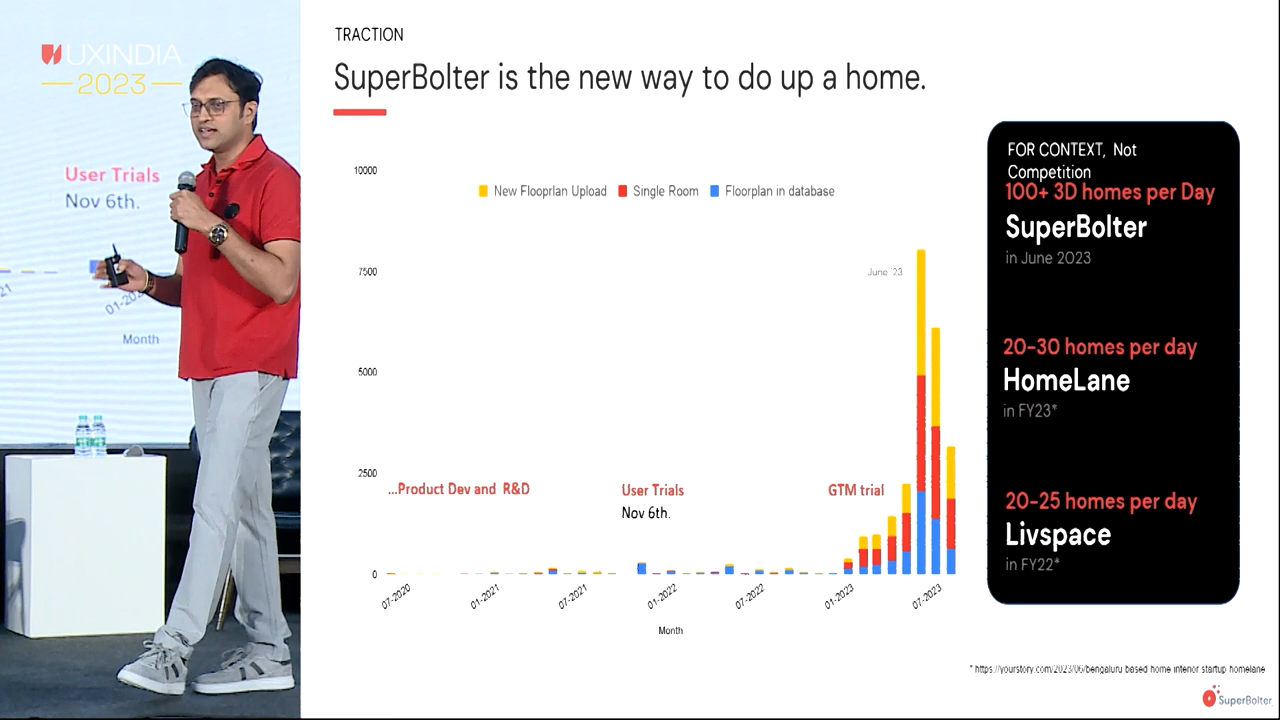 UXINDIA
2023
User Trials
Nov 6th.
21
Month
TRACTION
SuperBolter is the new way to do up a home.
10000
New Flooprlan Upload
Single Room
Floorplan in database
7500
June '23
5000
2500
...Product Dev and R&D
User Trials
Nov 6th.
GTM trial
0
07-2020
01-2021
07-2021
01-2022
07-2022
01-2023
07-2023
Month
FOR CONTEXT, Not
Competition
100+ 3D homes per Day
SuperBolter
in June 2023
20-30 homes per day
HomeLane
in FY23*
20-25 homes per day
Livspace
in FY22*
* https://yourstory.com/2023/06/bengaluru based home interior startup homelane
SuperBolter